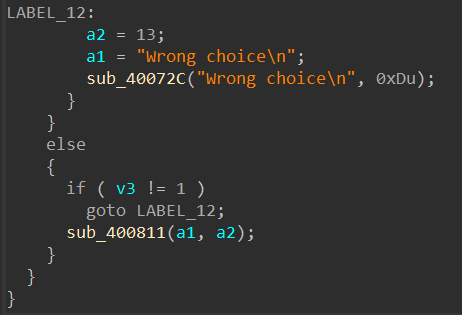 LABEL_12:
        a2 = 13;
        a1 = "Wrong choice\n";
        sub_40072C("Wrong choice\n", 0xDu);
      }
    }
    else
    {
      if ( v3 != 1 )
        goto LABEL_12;
      sub_400811(a1, a2);
    }
  }
}